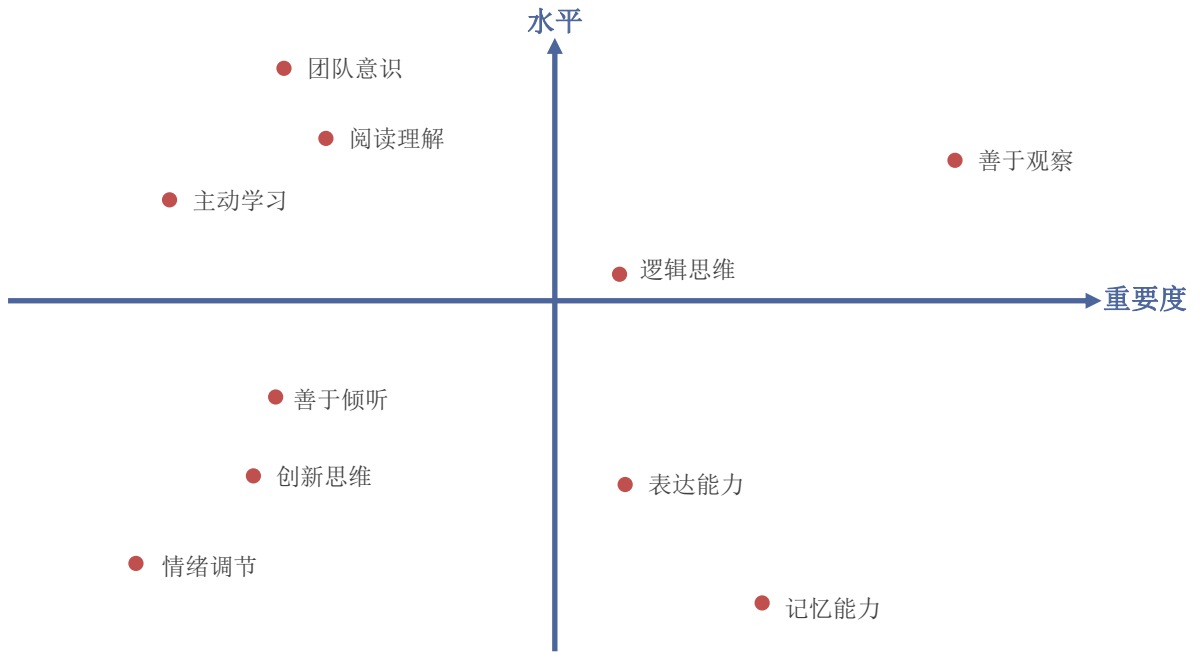 水平
团队意识
阅读理解
善于观察
主动学习
逻辑思维
重要度
善于倾听
创新思维
表达能力
情绪调节
记忆能力